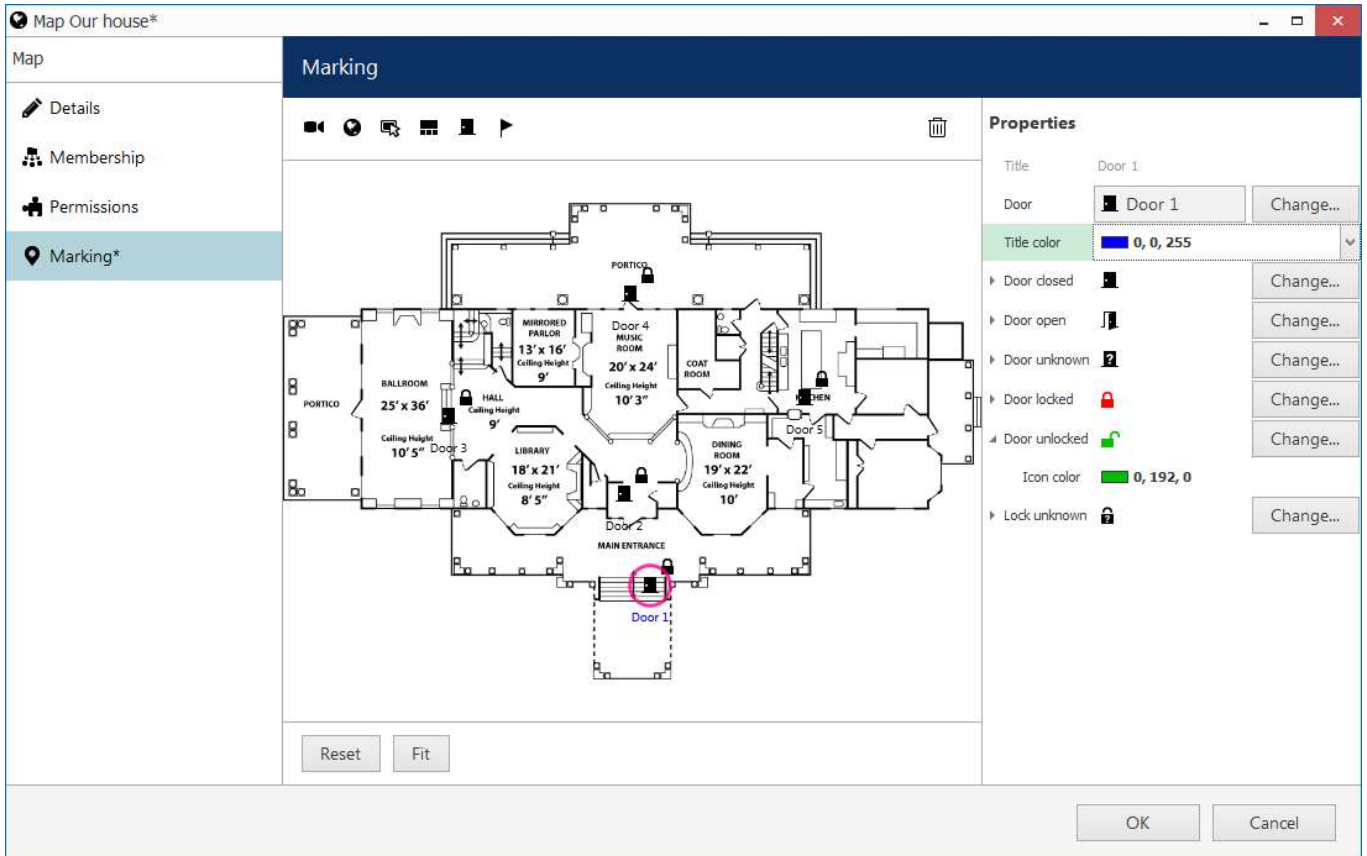 Map Our house*
Map
Details
Membership
Permissions
Marking*
Marking
PORTICO
Door 4
MIRRORED
PARLOR
13' x 16'
Ceiling Height
9'
MUSIC
ROOM
20' x 24'
Ceiling Height
10' 3"
COAT
ROOM
BALLROOM
25' x 36'
Ceiling Height
10' 5"
PORTICO
HALL
Ceiling Height
9'
Door 3
LIBRARY
18' x 21'
Ceiling Height
8' 5"
Door 5
DINING
ROOM
19' x 22'
Ceiling Height
10'
Door 2
MAIN ENTRANCE
Door 1
Reset
Fit
Properties
Title Door 1
Door Door 1 Change...
Title color 0, 0, 255
Door closed Change...
Door open Change...
Door unknown Change...
Door locked Change...
Door unlocked Change...
Icon color 0, 192, 0
Lock unknown Change...
OK
Cancel